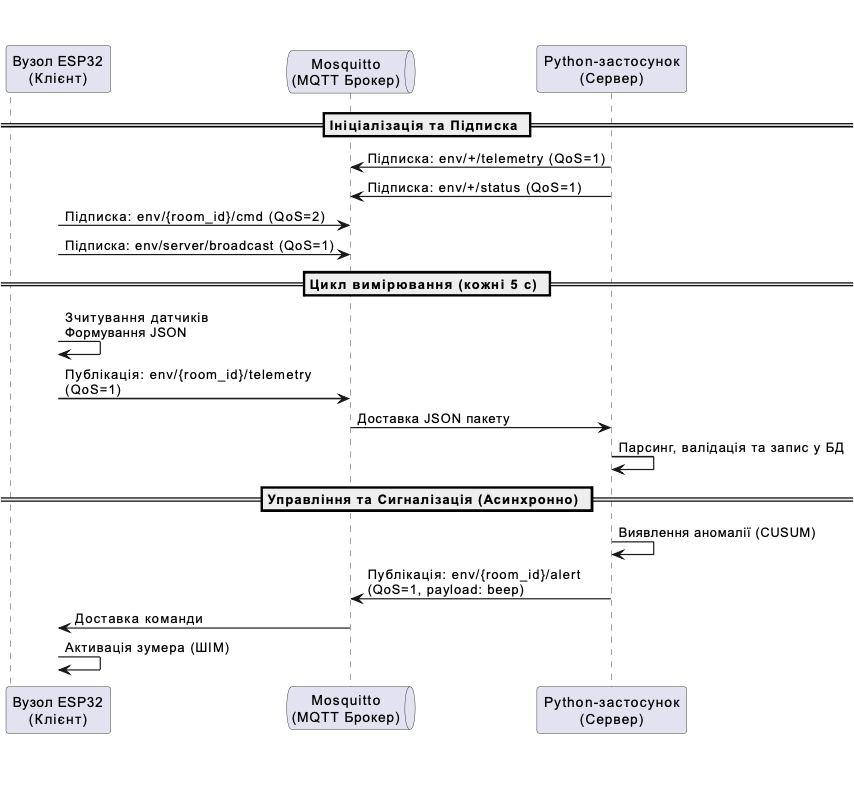 Вузол ESP32
(Клієнт)
Mosquitto
(MQTT Брокер)
Python-застосунок
(Сервер)
Ініціалізація та Підписка
Підписка: env/+/telemetry (QoS=1)
Підписка: env/+/status (QoS=1)
Підписка: env/{room_id}/cmd (QoS=2)
Підписка: env/server/broadcast (QoS=1)
Цикл вимірювання (кожні 5 с)
Зчитування датчиків
Формування JSON
Публікація: env/{room_id}/telemetry
(QoS=1)
Доставка JSON пакету
Парсинг, валідація та запис у БД
Управління та Сигналізація (Асинхронно)
Виявлення аномалії (CUSUM)
Публікація: env/{room_id}/alert
(QoS=1, payload: beep)
Доставка команди
Активація зумера (ШІМ)
Вузол ESP32
(Клієнт)
Mosquitto
(MQTT Брокер)
Python-застосунок
(Сервер)